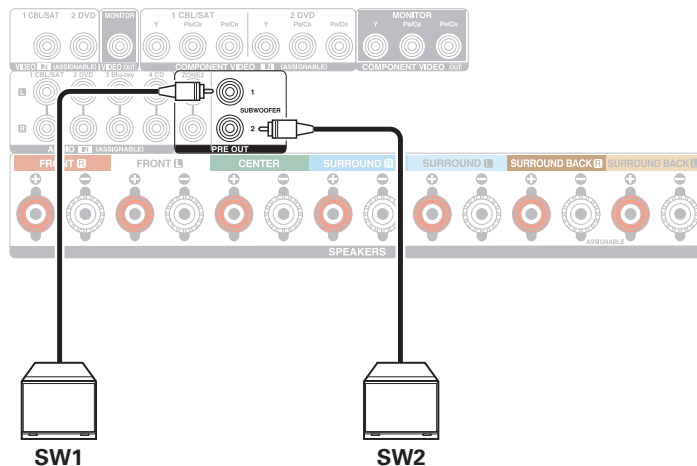 1 CBL/SAT 2 DVD MONITOR 1 CBL/SAT 2 DVD MONITOR
Y PB/CB PR/CR Y PB/CB PR/CR Y PB/CB PR/CR
VIDEO IN (ASSIGNABLE) VIDEO OUT COMPONENT VIDEO IN (ASSIGNABLE) COMPONENT VIDEO OUT
1 CBL/SAT 2 DVD 3 Blu-ray 4 CD ZONE2
L 1
SUBWOOFER
R 2
AUDIO IN (ASSIGNABLE) PRE OUT
FRONT R FRONT L CENTER SURROUND R SURROUND L SURROUND BACK R SURROUND BACK L
+ − + − + − + − + − + − +
ASSIGNABLE
SPEAKERS
SW1 SW2